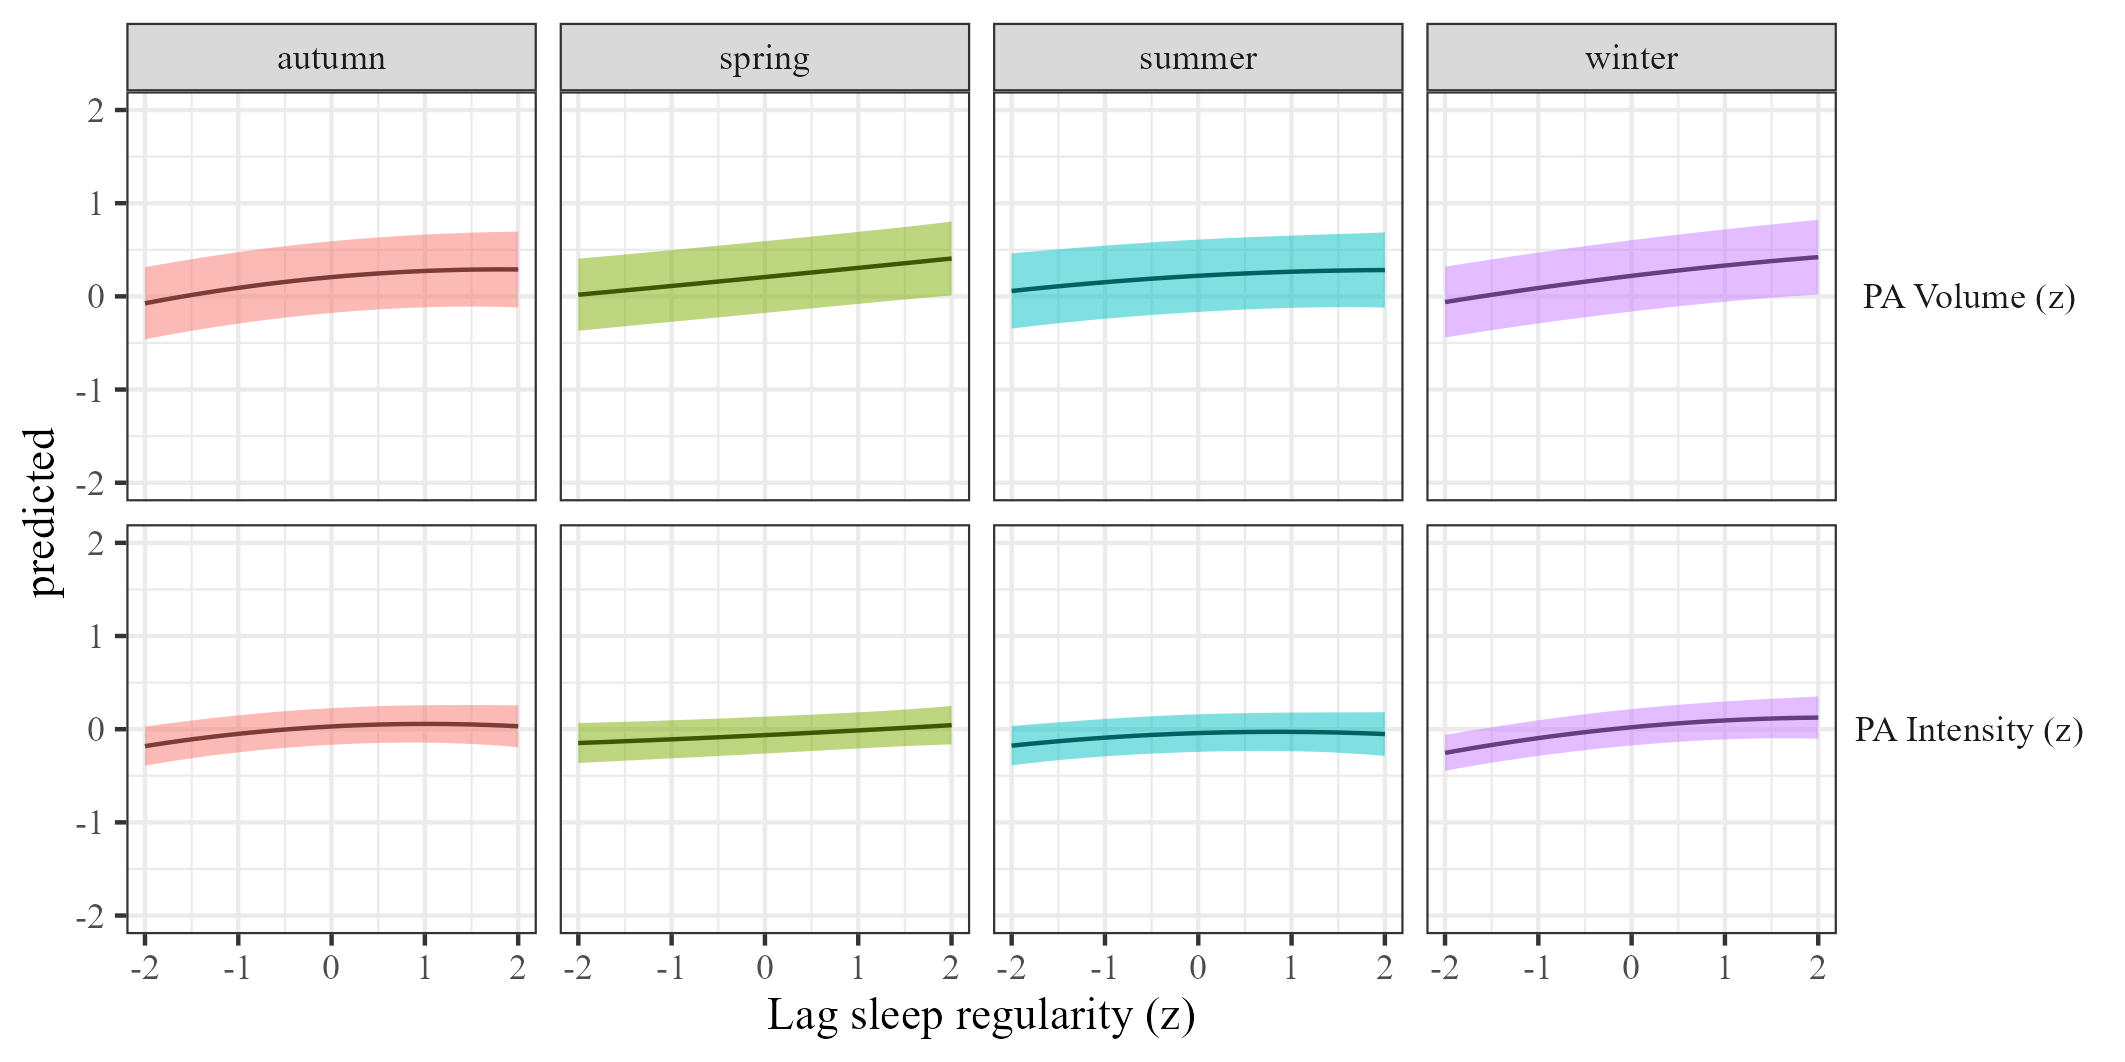 autumn spring summer winter
2
1
0
-1
-2
PA Volume (z)
predicted
2
1
0
-1
-2
PA Intensity (z)
-2 -1 0 1 2 -2 -1 0 1 2 -2 -1 0 1 2 -2 -1 0 1 2
Lag sleep regularity (z)